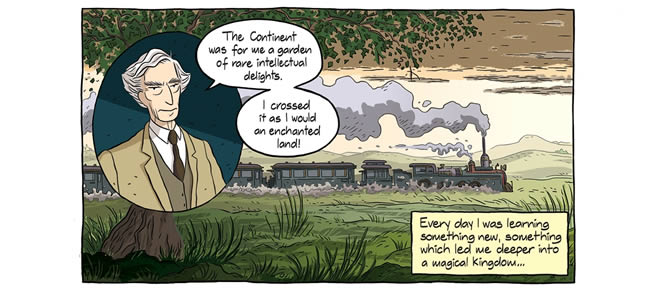 The Continent
was for me a garden
of rare intellectual
delights.
I crossed
it as I would
an enchanted
land!
Every day I was learning
something new, something
which led me deeper into
a magical kingdom...